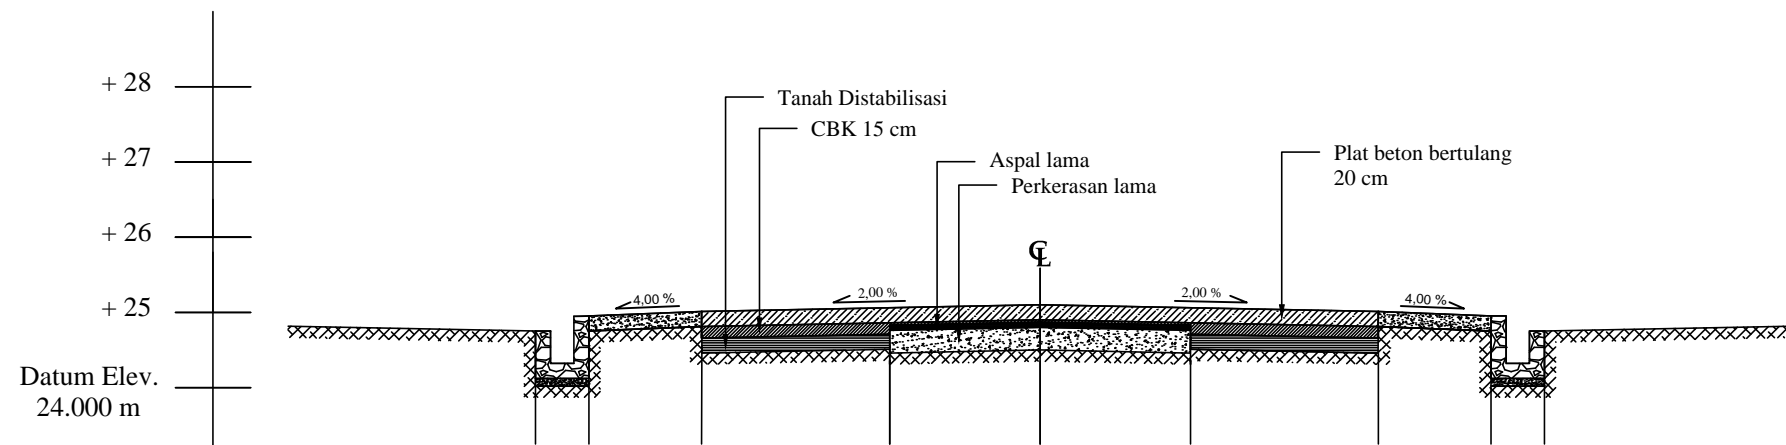 + 28
+ 27
+ 26
+ 25
Datum Elev.
24.000 m
Tanah Distabilisasi
CBK 15 cm
Aspal lama
Perkerasan lama
Plat beton bertulang
20 cm
CL
4,00 %
2,00 %
2,00 %
4,00 %